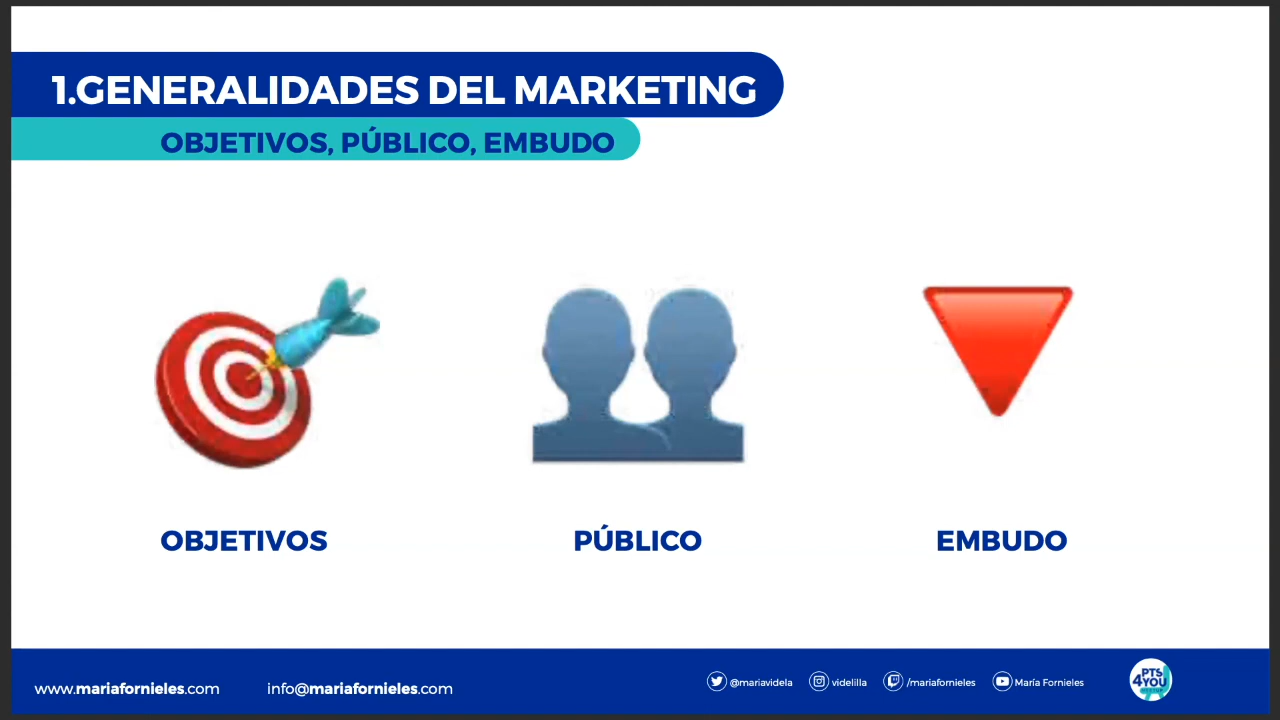 1.GENERALIDADES DEL MARKETING
OBJETIVOS, PÚBLICO, EMBUDO
OBJETIVOS
PÚBLICO
EMBUDO
www.mariafornieles.com
info@mariafornieles.com
@mariavidela
videlilla
/mariafornieles
María Fornieles
PTS
4YOU